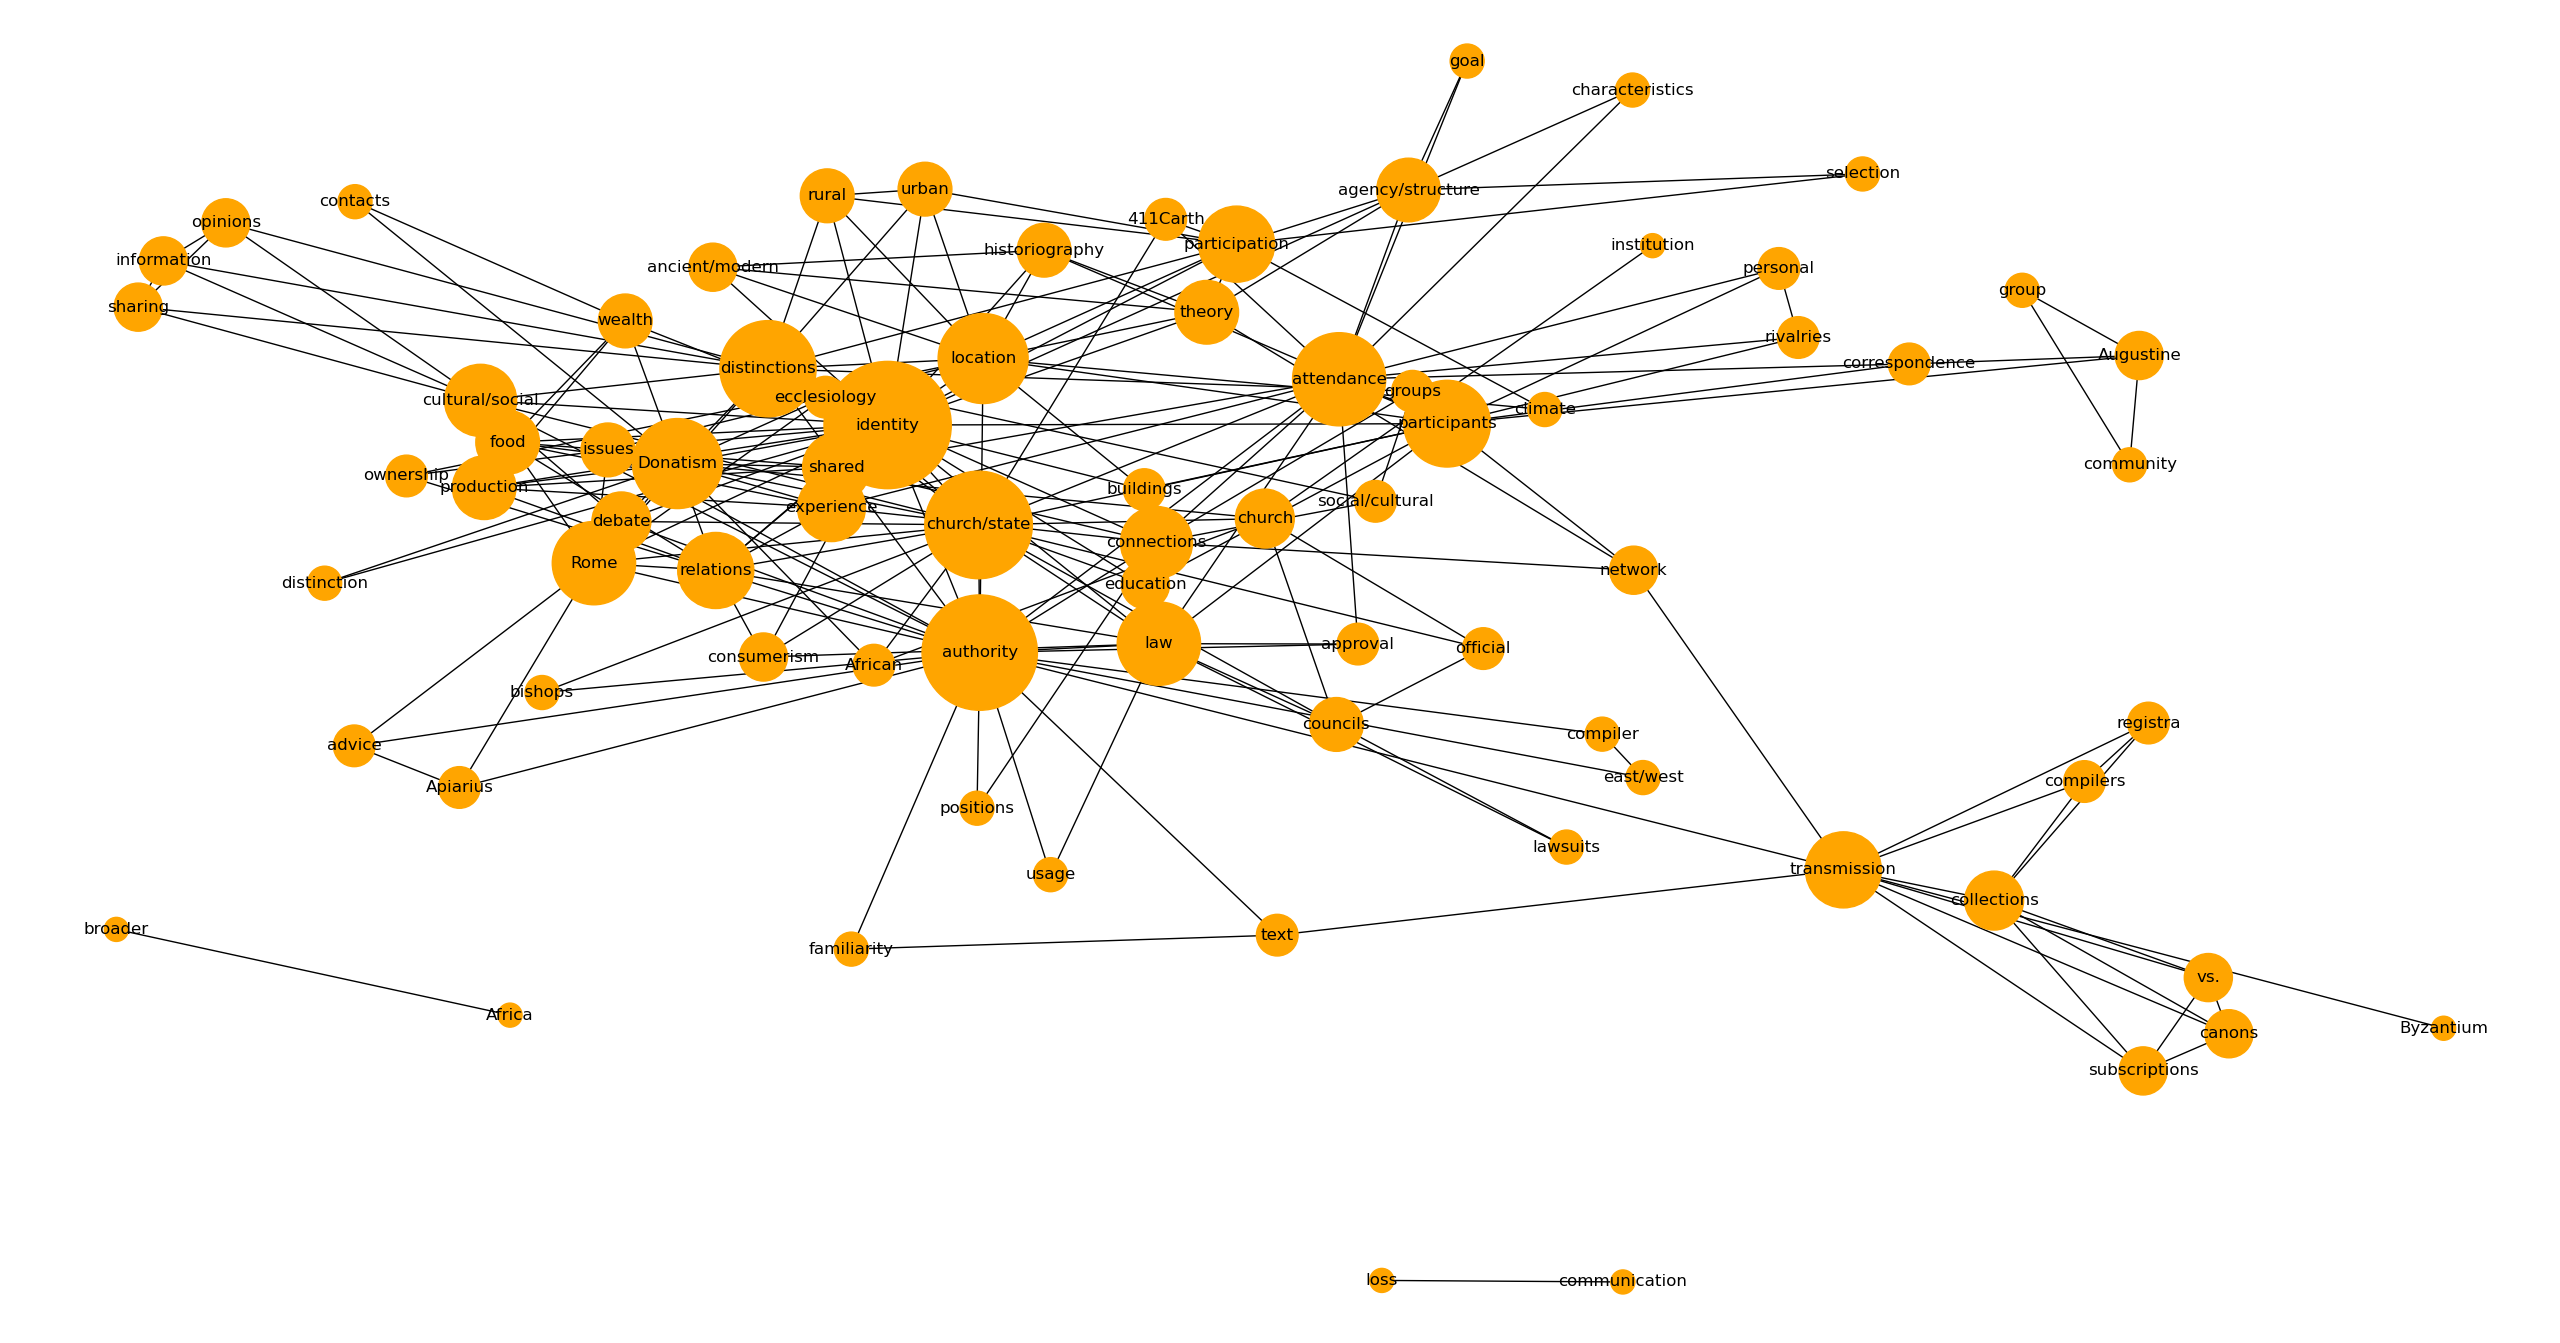 goal
characteristics
selection
agency/structure
rural
urban
contacts
opinions
411Carth
participation
historiography
institution
information
ancient/modern
personal
group
sharing
theory
wealth
rivalries
Augustine
location
correspondence
distinctions
attendance
groups
ecclesiology
cultural/social
climate
identity
participants
food
issues
Donatism
shared
community
ownership
production
buildings
social/cultural
experience
debate
church/state
church
connections
Rome
relations
network
distinction
education
law
approval
official
authority
consumerism
African
bishops
registra
councils
compiler
advice
east/west
compilers
Apiarius
positions
lawsuits
transmission
usage
collections
broader
text
familiarity
vs.
Africa
Byzantium
canons
subscriptions
loss
communication